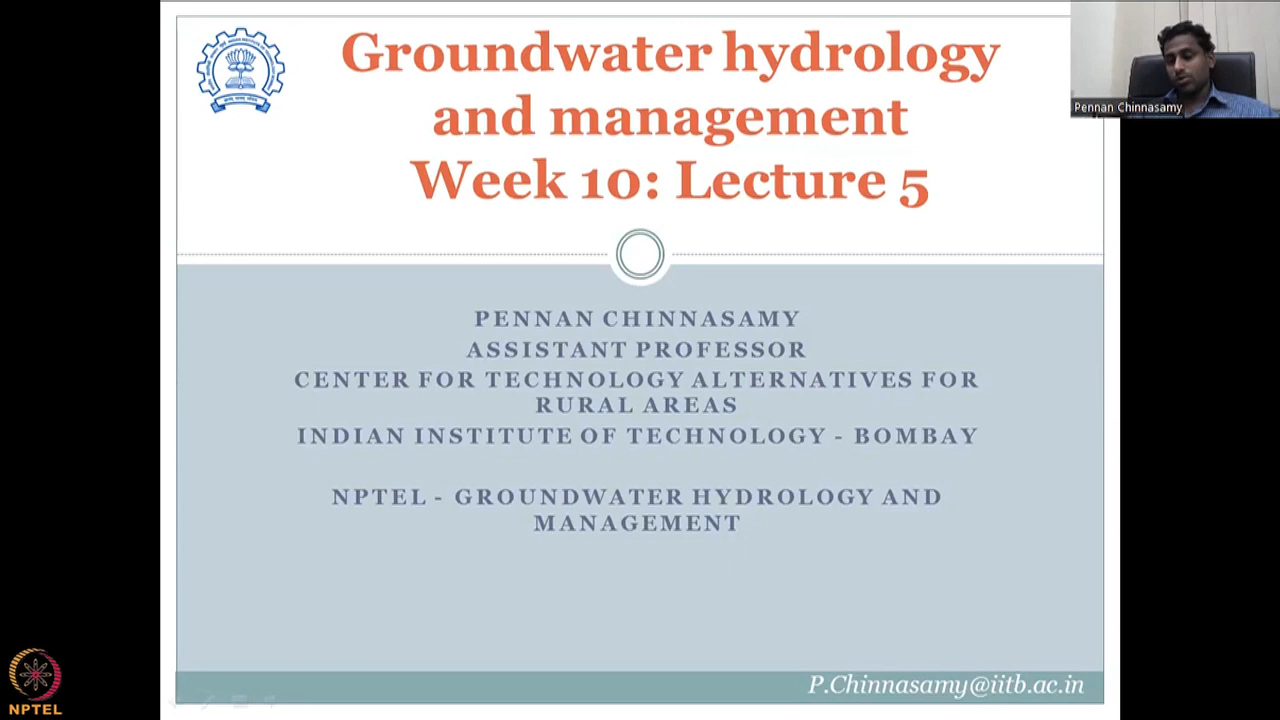 Groundwater hydrology
and management
Week 10: Lecture 5
Pennan Chinnasamy
PENNAN CHINNASAMY
ASSISTANT PROFESSOR
CENTER FOR TECHNOLOGY ALTERNATIVES FOR
RURAL AREAS
INDIAN INSTITUTE OF TECHNOLOGY - BOMBAY
NPTEL - GROUNDWATER HYDROLOGY AND
MANAGEMENT
P.Chinnasamy@iitb.ac.in
NPTEL